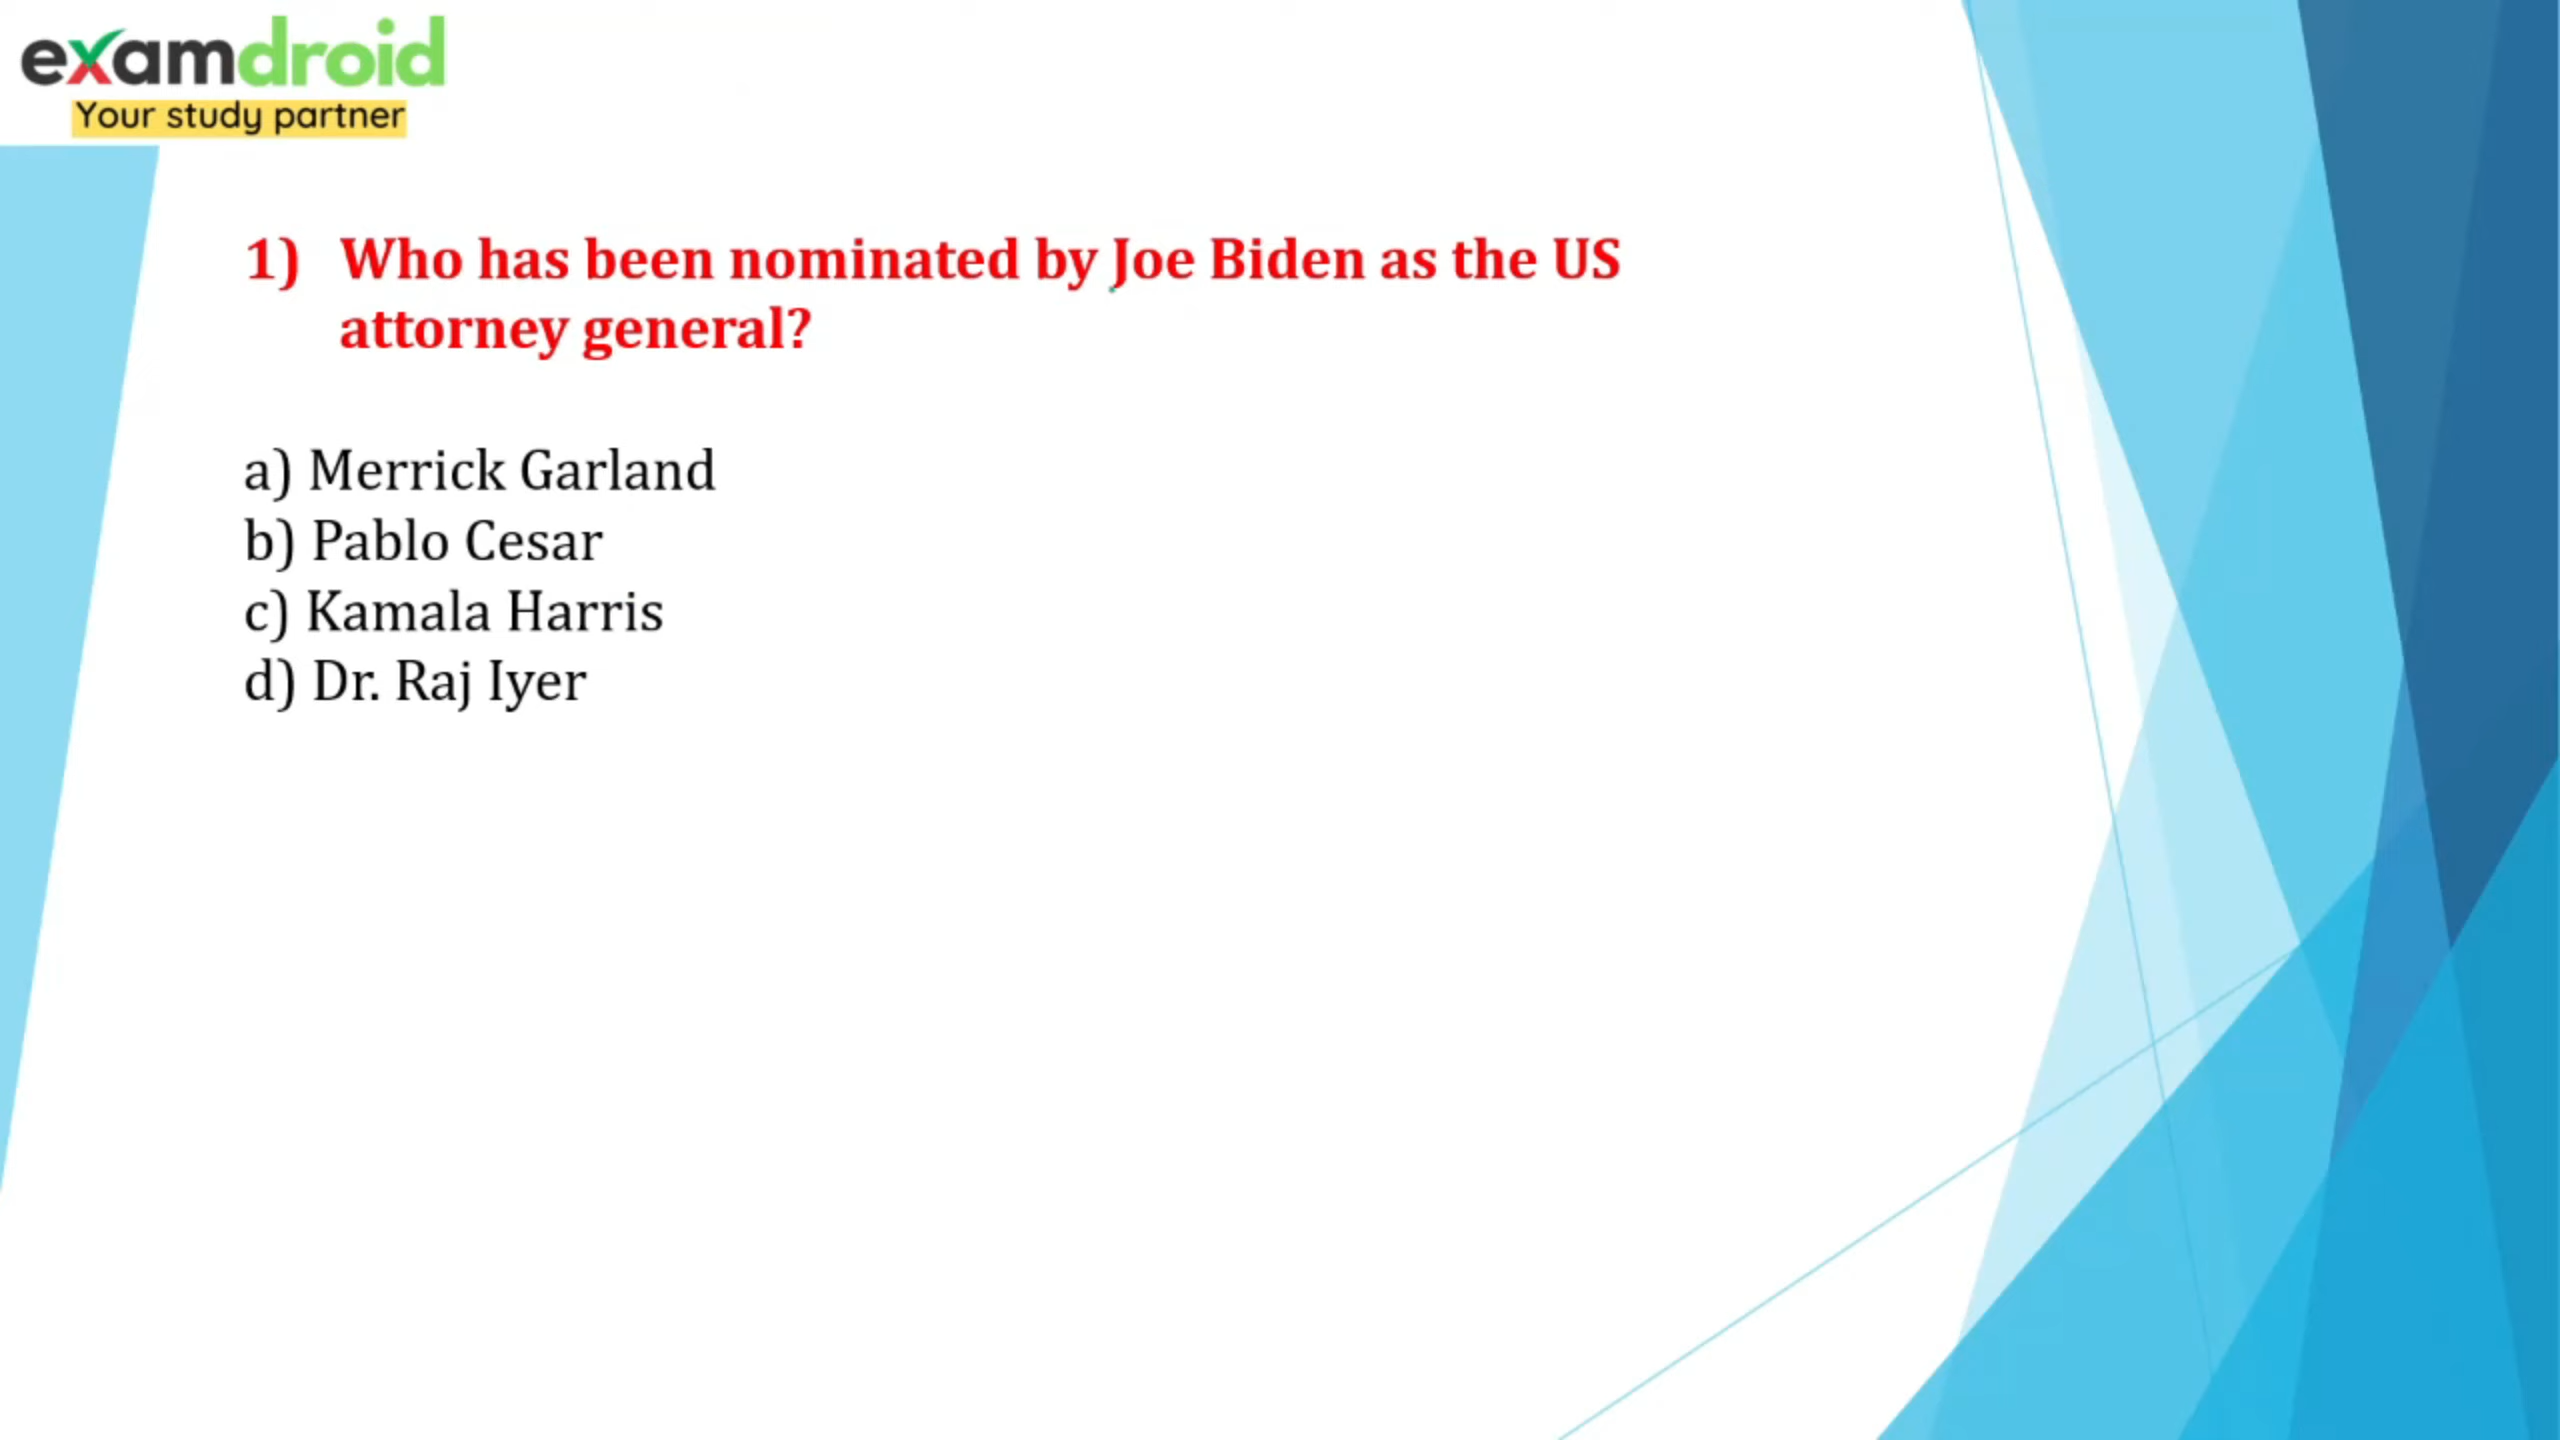 examdroid
Your study partner
1) Who has been nominated by Joe Biden as the US
attorney general?
a) Merrick Garland
b) Pablo Cesar
c) Kamala Harris
d) Dr. Raj Iyer